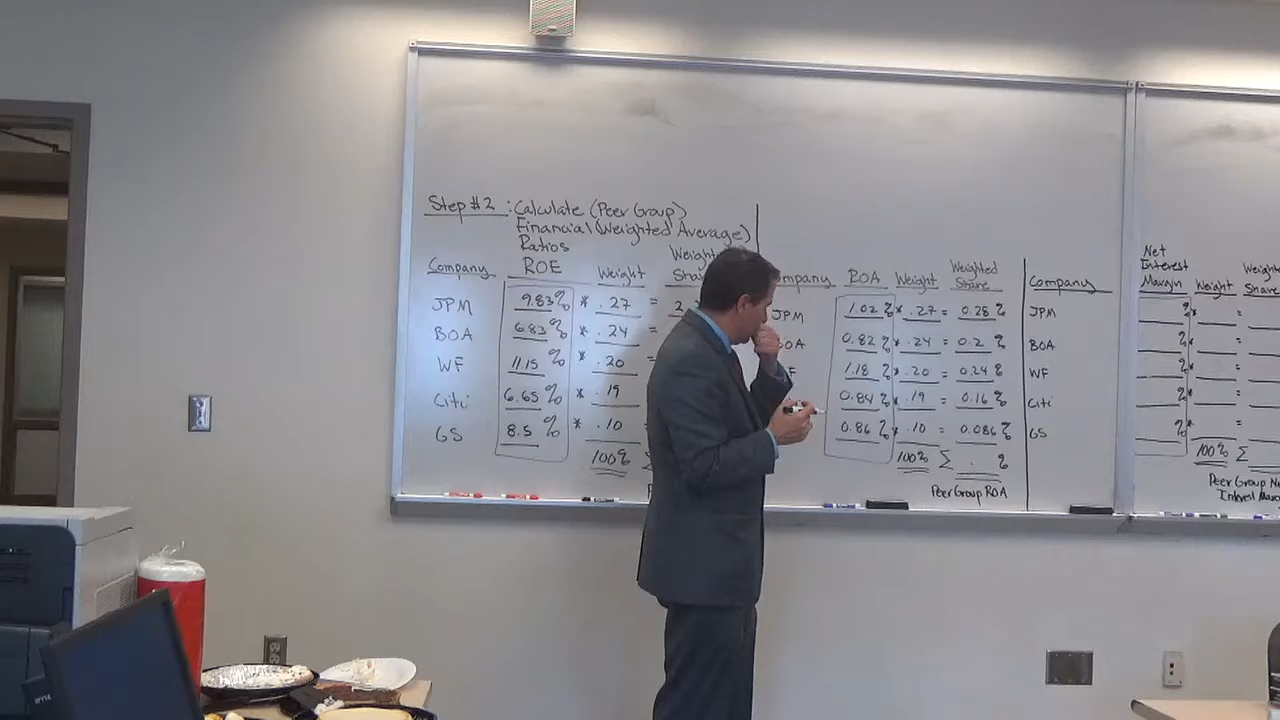 Step #2 : Calculate (Peer Group)
Financial (Weighted Average)
Ratios
Company ROE Weight
JPM 9.83% * .27 = 2.
BOA 6.83 % * .24 =
WF 11.15 % * .20 =
Citi 6.65 % * .19
GS 8.5 % * .10
100%
ROA Weight Weighted Share
JPM 1.02 % * .27 = 0.28 %
BOA 0.82 % * .24 = 0.2 %
1.18 % * .20 = 0.24 %
0.84 % * .19 = 0.16 %
0.86 % * .10 = 0.086 %
100% Σ . %
Peer Group ROA
Company Net Interest Margin Weight Share
JPM % * =
BOA % * =
WF % * =
Citi % * =
GS % * =
100% Σ
Peer Group
Interest